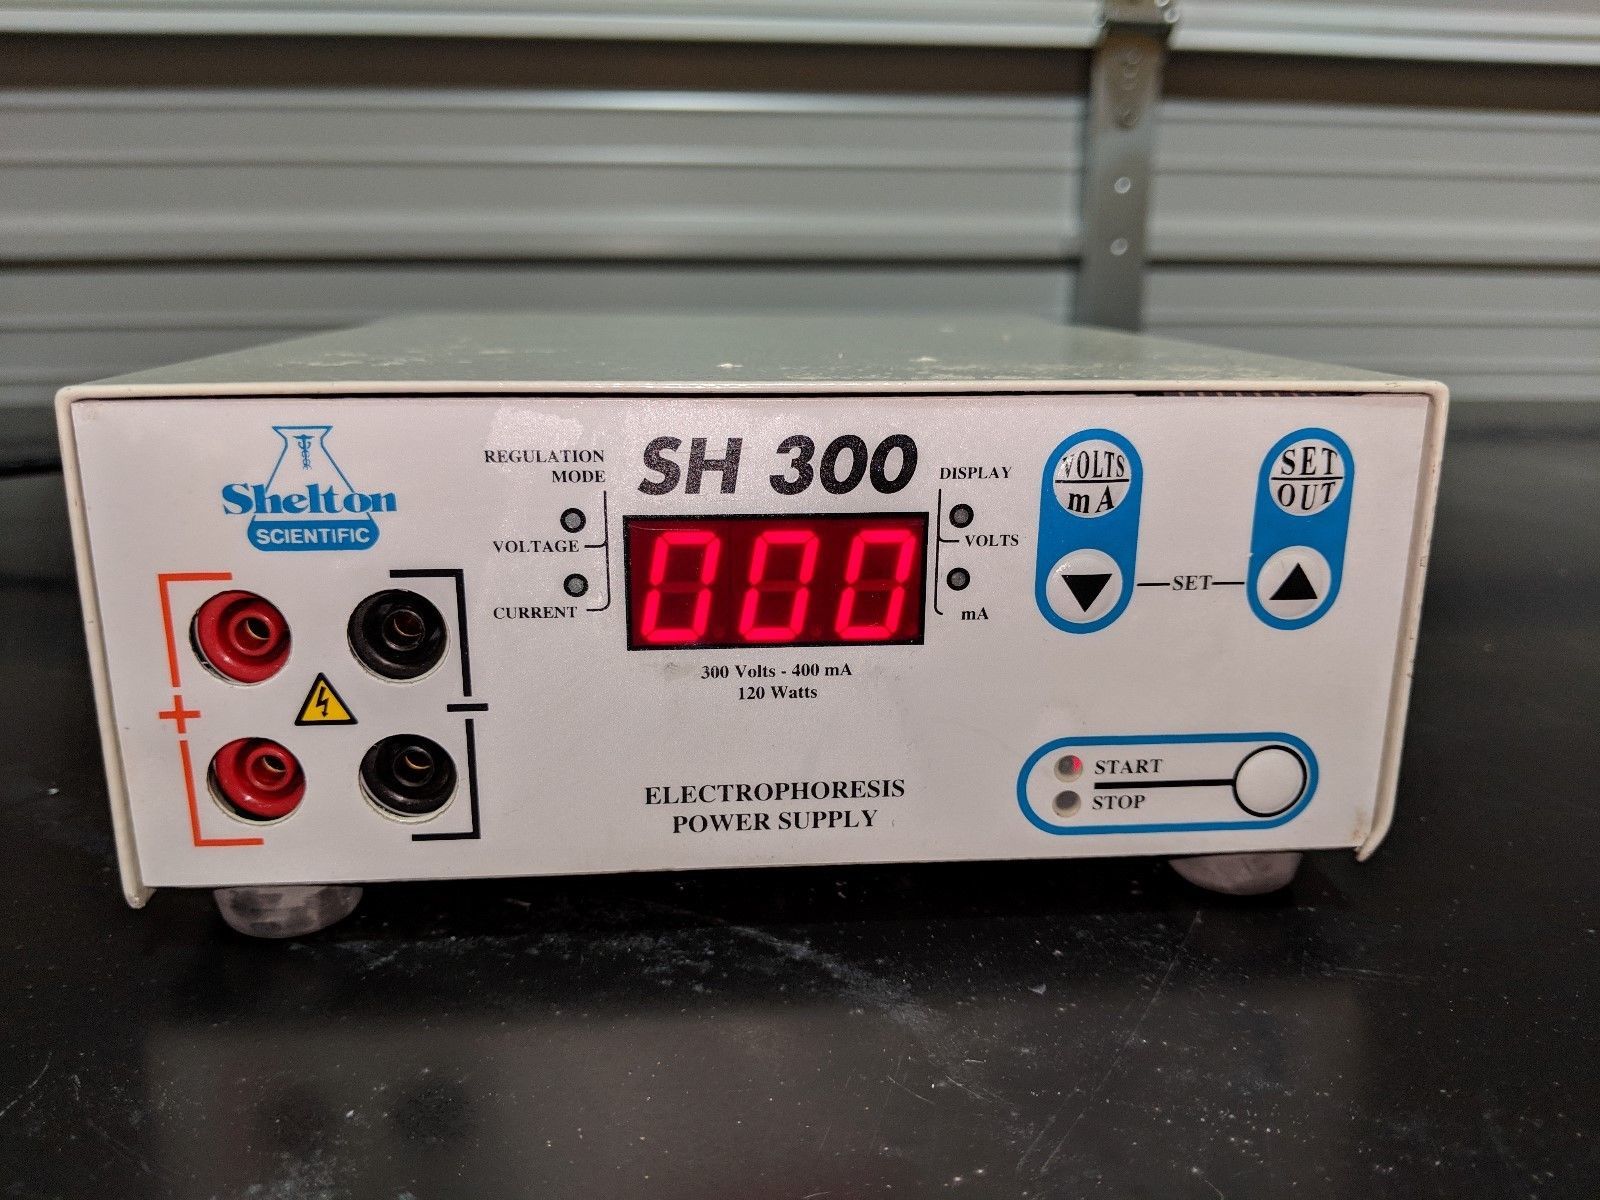 Shelton
SCIENTIFIC
REGULATION
MODE
VOLTAGE
CURRENT
SH 300
000
300 Volts - 400 mA
120 Watts
DISPLAY
VOLTS
mA
VOLTS
mA
SET
OUT
SET
+
-
ELECTROPHORESIS
POWER SUPPLY
START
STOP